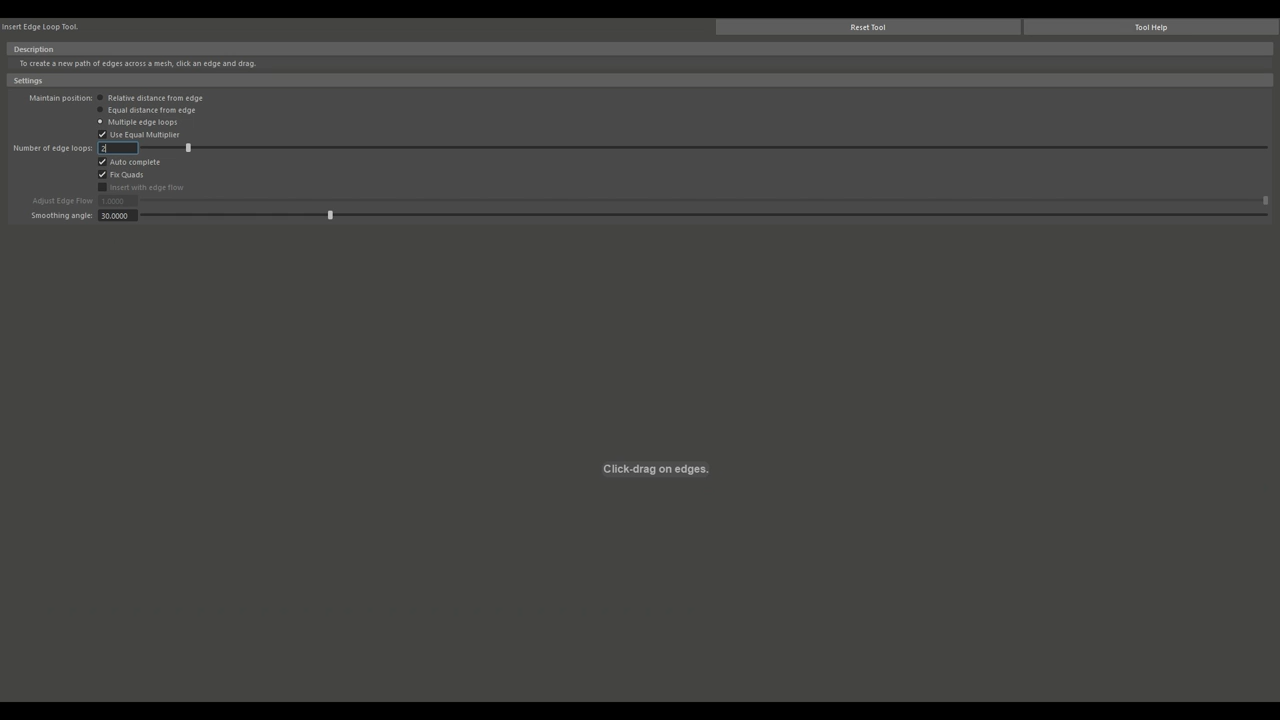 Insert Edge Loop Tool.
Reset Tool
Tool Help
Description
To create a new path of edges across a mesh, click an edge and drag.
Settings
Maintain position: Relative distance from edge
Equal distance from edge
Multiple edge loops
Use Equal Multiplier
Number of edge loops: 2
Auto complete
Fix Quads
Insert with edge flow
Adjust Edge Flow 1.0000
Smoothing angle: 30.0000
Click-drag on edges.